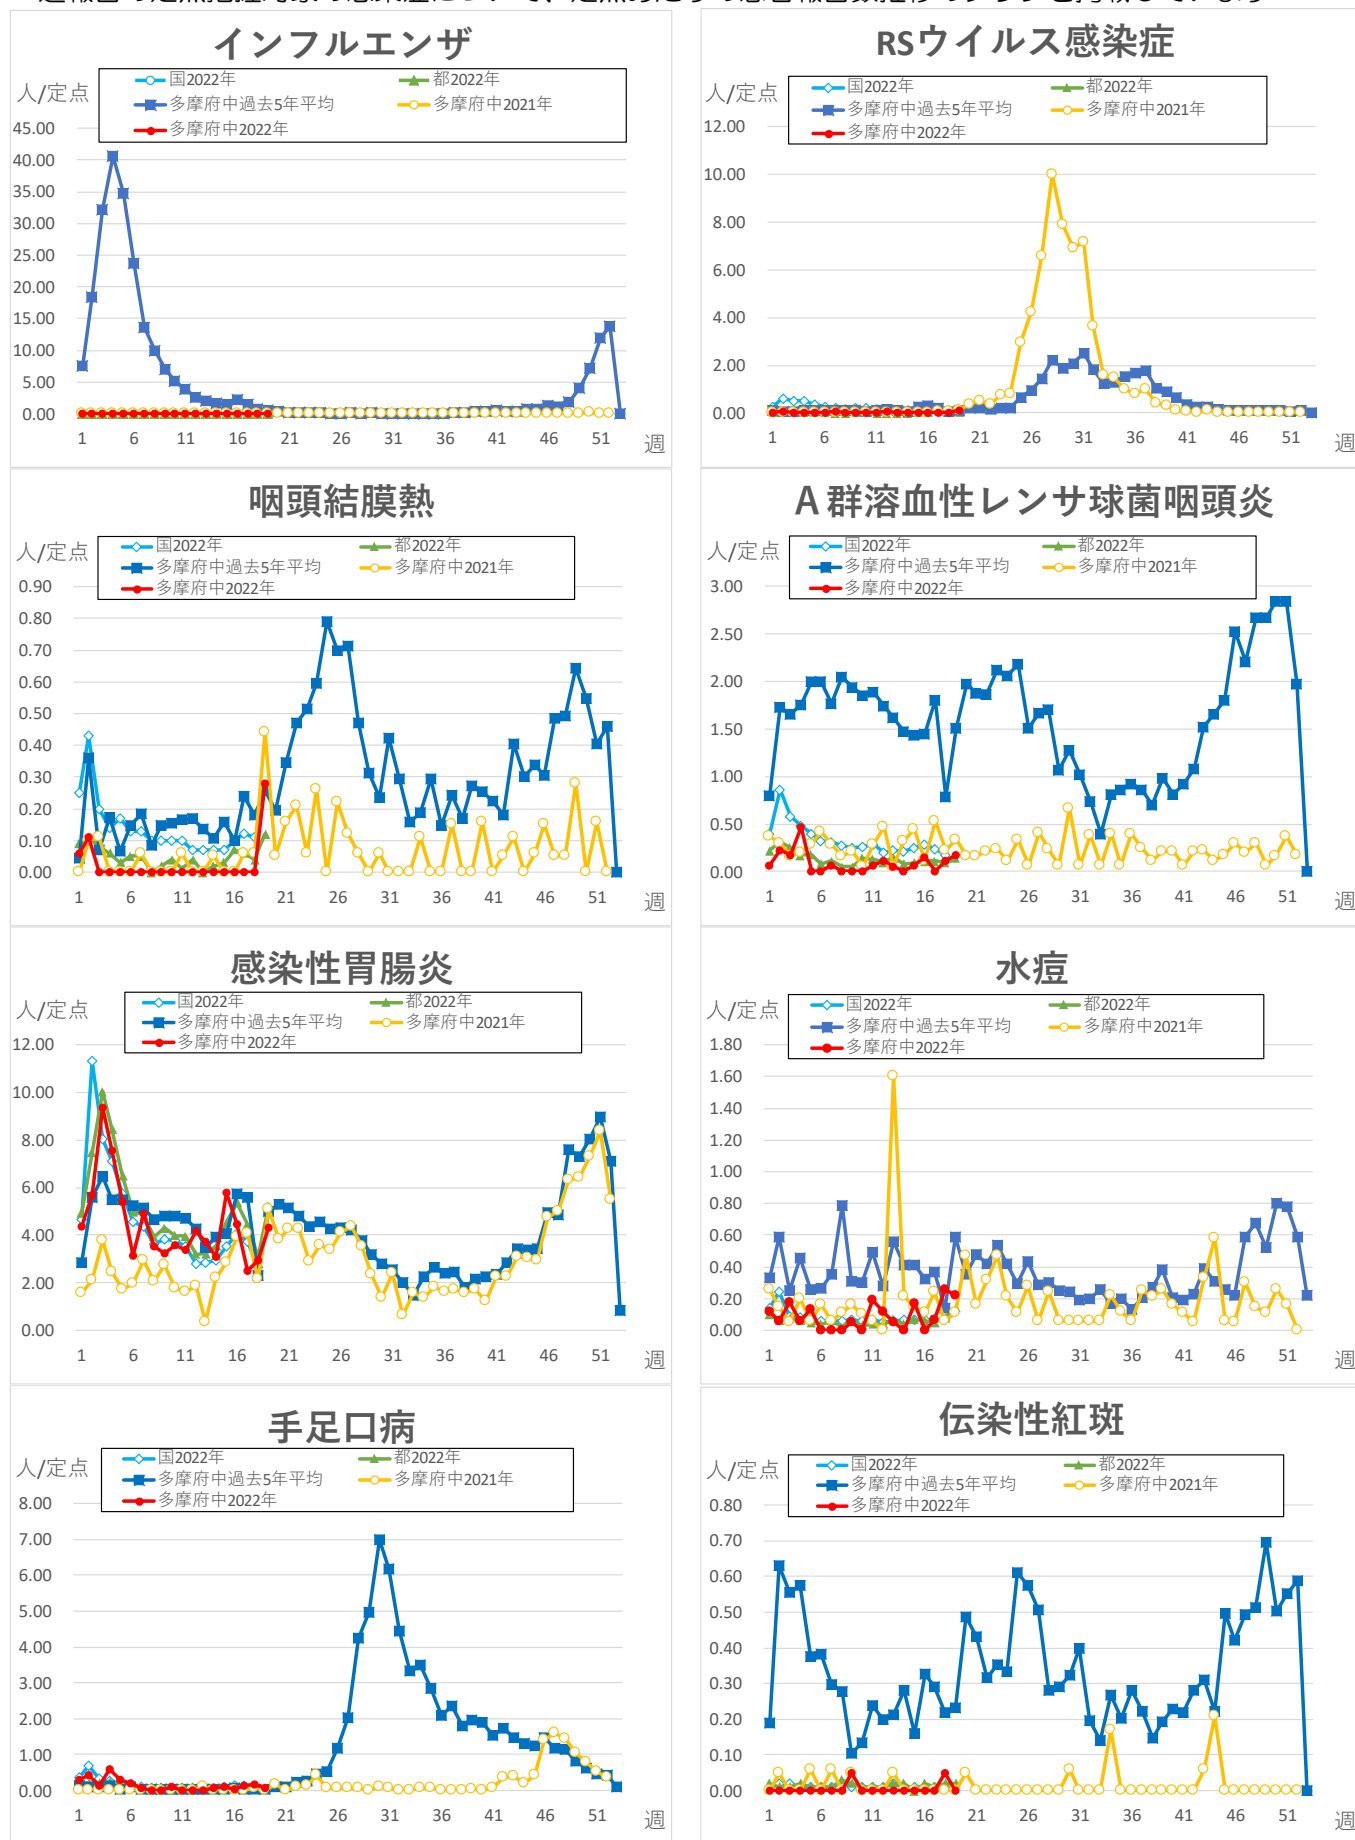 インフルエンザ
国2022年 都2022年
多摩府中過去5年平均 多摩府中2021年
多摩府中2022年
人/定点
45.00
40.00
35.00
30.00
25.00
20.00
15.00
10.00
5.00
0.00
1 6 11 16 21 26 31 36 41 46 51
週
RSウイルス感染症
国2022年 都2022年
多摩府中過去5年平均 多摩府中2021年
多摩府中2022年
人/定点
12.00
10.00
8.00
6.00
4.00
2.00
0.00
1 6 11 16 21 26 31 36 41 46 51
週
咽頭結膜熱
国2022年 都2022年
多摩府中過去5年平均 多摩府中2021年
多摩府中2022年
人/定点
0.90
0.80
0.70
0.60
0.50
0.40
0.30
0.20
0.10
0.00
1 6 11 16 21 26 31 36 41 46 51
週
A群溶血性レンサ球菌咽頭炎
国2022年 都2022年
多摩府中過去5年平均 多摩府中2021年
多摩府中2022年
人/定点
3.00
2.50
2.00
1.50
1.00
0.50
0.00
1 6 11 16 21 26 31 36 41 46 51
週
感染性胃腸炎
国2022年 都2022年
多摩府中過去5年平均 多摩府中2021年
多摩府中2022年
人/定点
12.00
10.00
8.00
6.00
4.00
2.00
0.00
1 6 11 16 21 26 31 36 41 46 51
週
水痘
国2022年 都2022年
多摩府中過去5年平均 多摩府中2021年
多摩府中2022年
人/定点
1.80
1.60
1.40
1.20
1.00
0.80
0.60
0.40
0.20
0.00
1 6 11 16 21 26 31 36 41 46 51
週
手足口病
国2022年 都2022年
多摩府中過去5年平均 多摩府中2021年
多摩府中2022年
人/定点
8.00
7.00
6.00
5.00
4.00
3.00
2.00
1.00
0.00
1 6 11 16 21 26 31 36 41 46 51
週
伝染性紅斑
国2022年 都2022年
多摩府中過去5年平均 多摩府中2021年
多摩府中2022年
人/定点
0.80
0.70
0.60
0.50
0.40
0.30
0.20
0.10
0.00
1 6 11 16 21 26 31 36 41 46 51
週